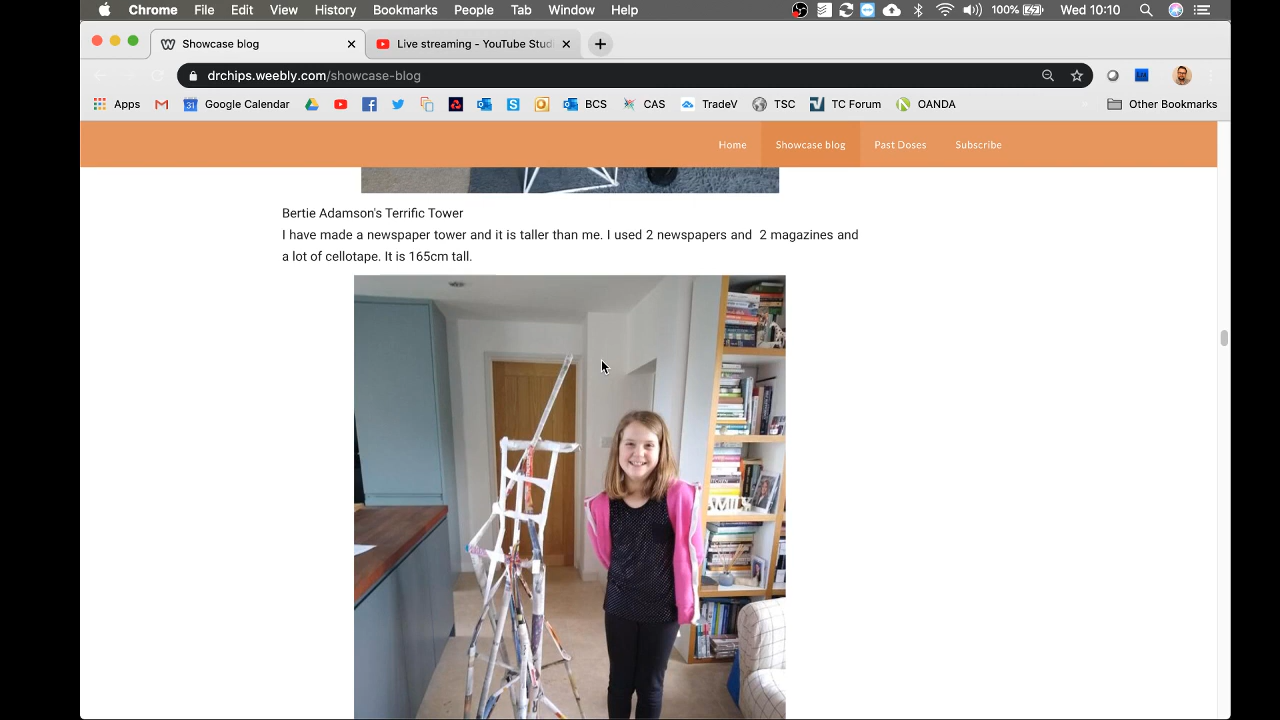 Chrome File Edit View History Bookmarks People Tab Window Help 100% Wed 10:10
Showcase blog Live streaming - YouTube Stud
drchips.weebly.com/showcase-blog
Apps Google Calendar BCS CAS TradeV TSC TC Forum OANDA Other Bookmarks
Home Showcase blog Past Doses Subscribe
Bertie Adamson's Terrific Tower
I have made a newspaper tower and it is taller than me. I used 2 newspapers and 2 magazines and
a lot of cellotape. It is 165cm tall.